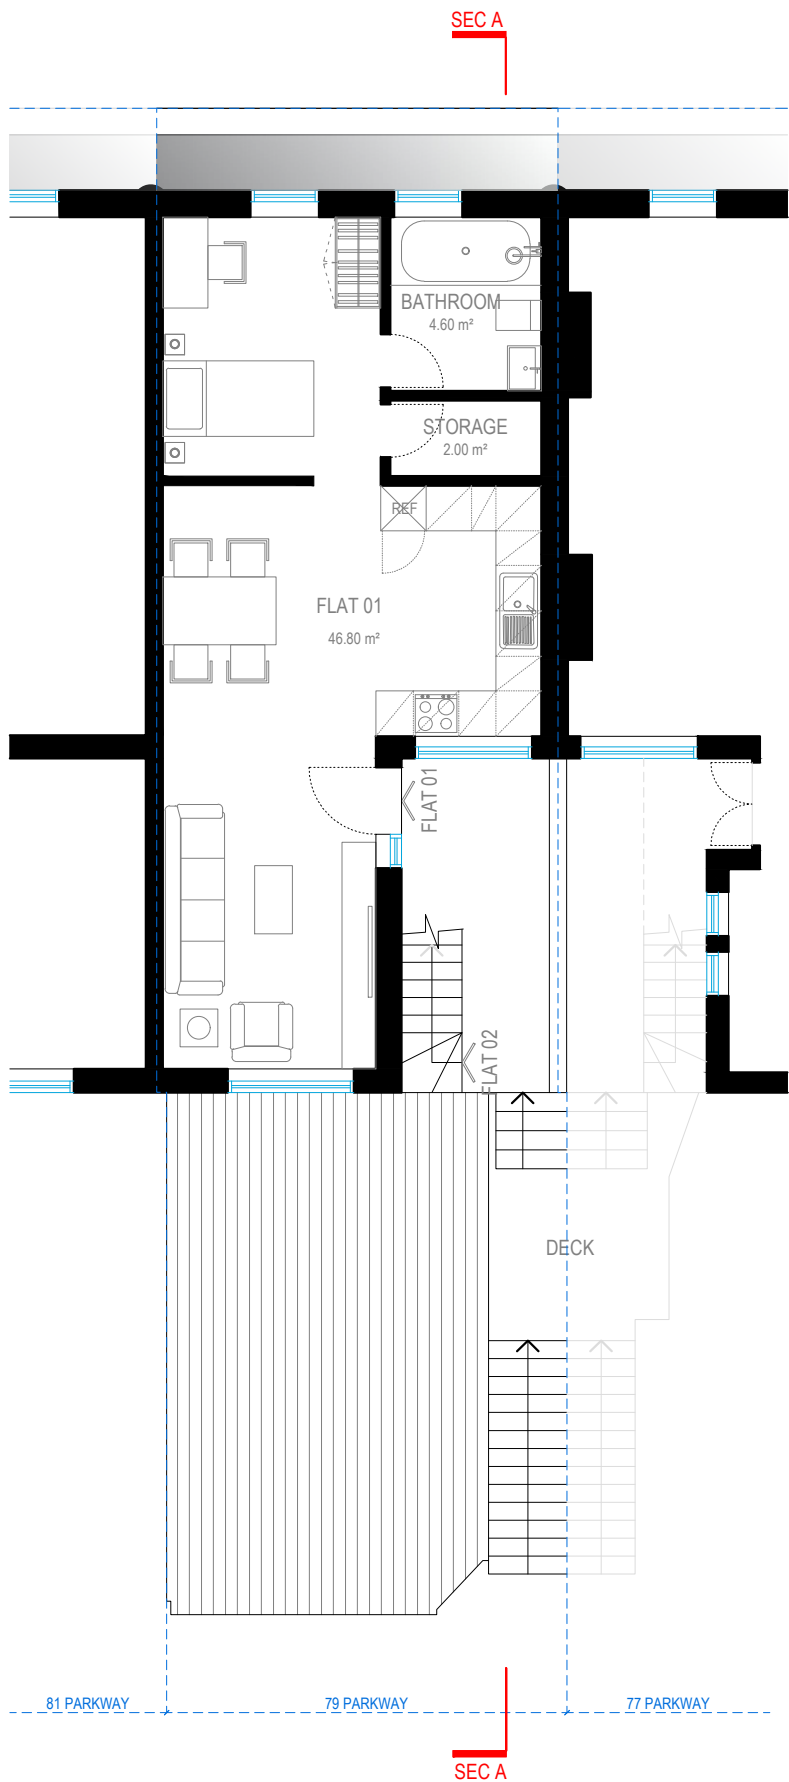 SEC A
BATHROOM
4.60 m²
STORAGE
2.00 m²
REF
FLAT 01
46.80 m²
FLAT 01
FLAT 02
DECK
81 PARKWAY
79 PARKWAY
77 PARKWAY
SEC A